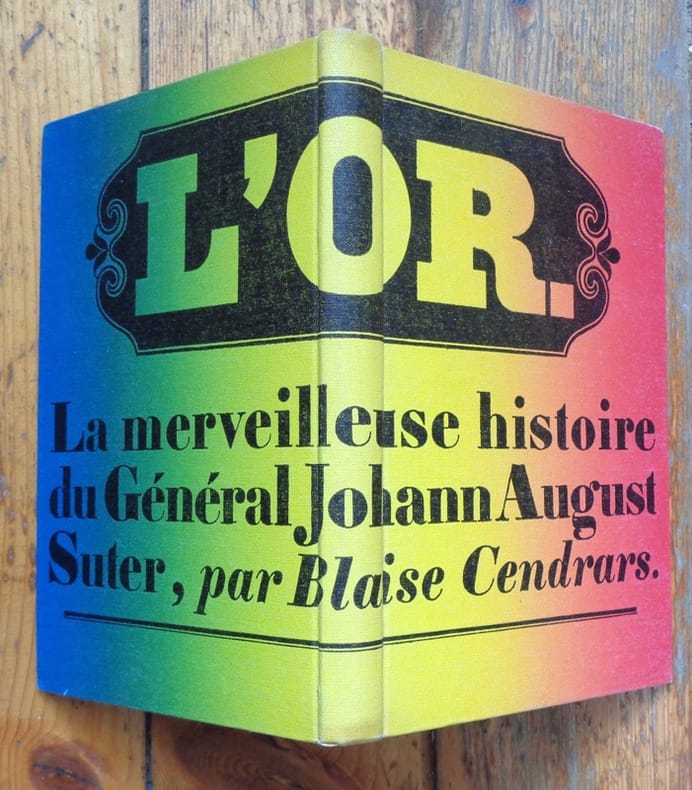 L'OR.
La merveilleuse histoire
du Général Johann August
Suter, par Blaise Cendrars.